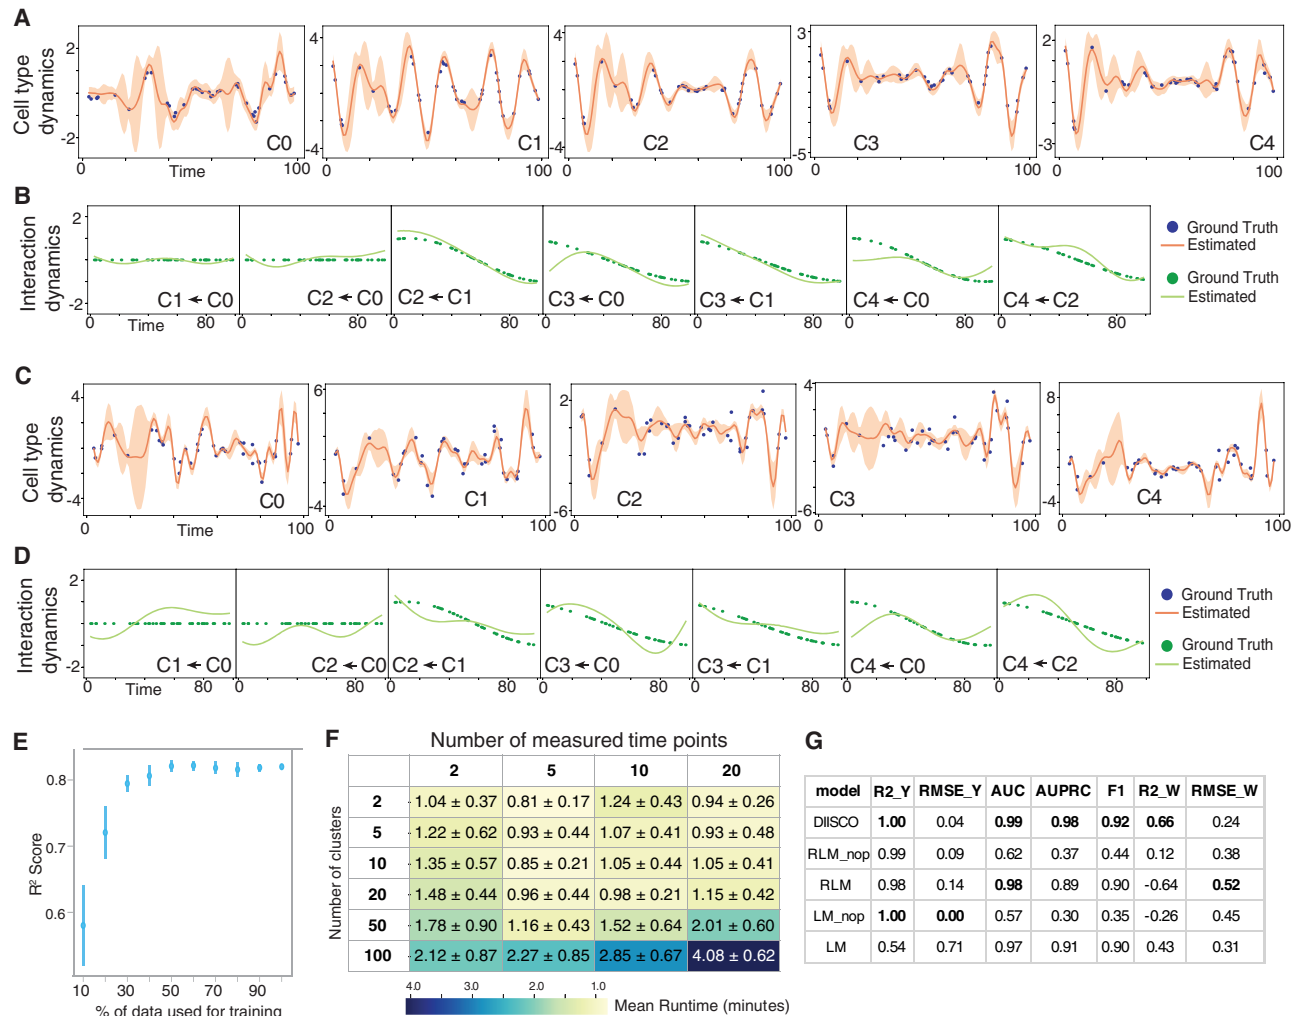 A
Cell type
dynamics
2
-2
0
Time
100
C0
4
-4
0
100
C1
4
-4
0
100
C2
3
-5
0
100
C3
2
-3
0
100
C4
B
Interaction
dynamics
2
-2
C1 ← C0
0
Time
80
C2 ← C0
0
80
C2 ← C1
0
80
C3 ← C0
0
80
C3 ← C1
0
80
C4 ← C0
0
80
C4 ← C2
0
80
Ground Truth
Estimated
Ground Truth
Estimated
C
Cell type
dynamics
4
-4
0
Time
100
C0
6
-4
0
100
C1
2
-6
0
100
C2
4
-6
0
100
C3
8
-4
0
100
C4
D
Interaction
dynamics
2
-2
C1 ← C0
0
Time
80
C2 ← C0
0
80
C2 ← C1
0
80
C3 ← C0
0
80
C3 ← C1
0
80
C4 ← C0
0
80
C4 ← C2
0
80
Ground Truth
Estimated
Ground Truth
Estimated
E
R² Score
0.8
0.7
0.6
10 30 50 70 90
% of data used for training
F
Number of measured time points
Number of clusters
2 5 10 20
2 1.04 ± 0.37 0.81 ± 0.17 1.24 ± 0.43 0.94 ± 0.26
5 1.22 ± 0.62 0.93 ± 0.44 1.07 ± 0.41 0.93 ± 0.48
10 1.35 ± 0.57 0.85 ± 0.21 1.05 ± 0.44 1.05 ± 0.41
20 1.48 ± 0.44 0.96 ± 0.44 0.98 ± 0.21 1.15 ± 0.42
50 1.78 ± 0.90 1.16 ± 0.43 1.52 ± 0.64 2.01 ± 0.60
100 2.12 ± 0.87 2.27 ± 0.85 2.85 ± 0.67 4.08 ± 0.62
4.0 3.0 2.0 1.0
Mean Runtime (minutes)
G
model R2_Y RMSE_Y AUC AUPRC F1 R2_W RMSE_W
DIISCO 1.00 0.04 0.99 0.98 0.92 0.66 0.24
RLM_nop 0.99 0.09 0.62 0.37 0.44 0.12 0.38
RLM 0.98 0.14 0.98 0.89 0.90 -0.64 0.52
LM_nop 1.00 0.00 0.57 0.30 0.35 -0.26 0.45
LM 0.54 0.71 0.97 0.91 0.90 0.43 0.31